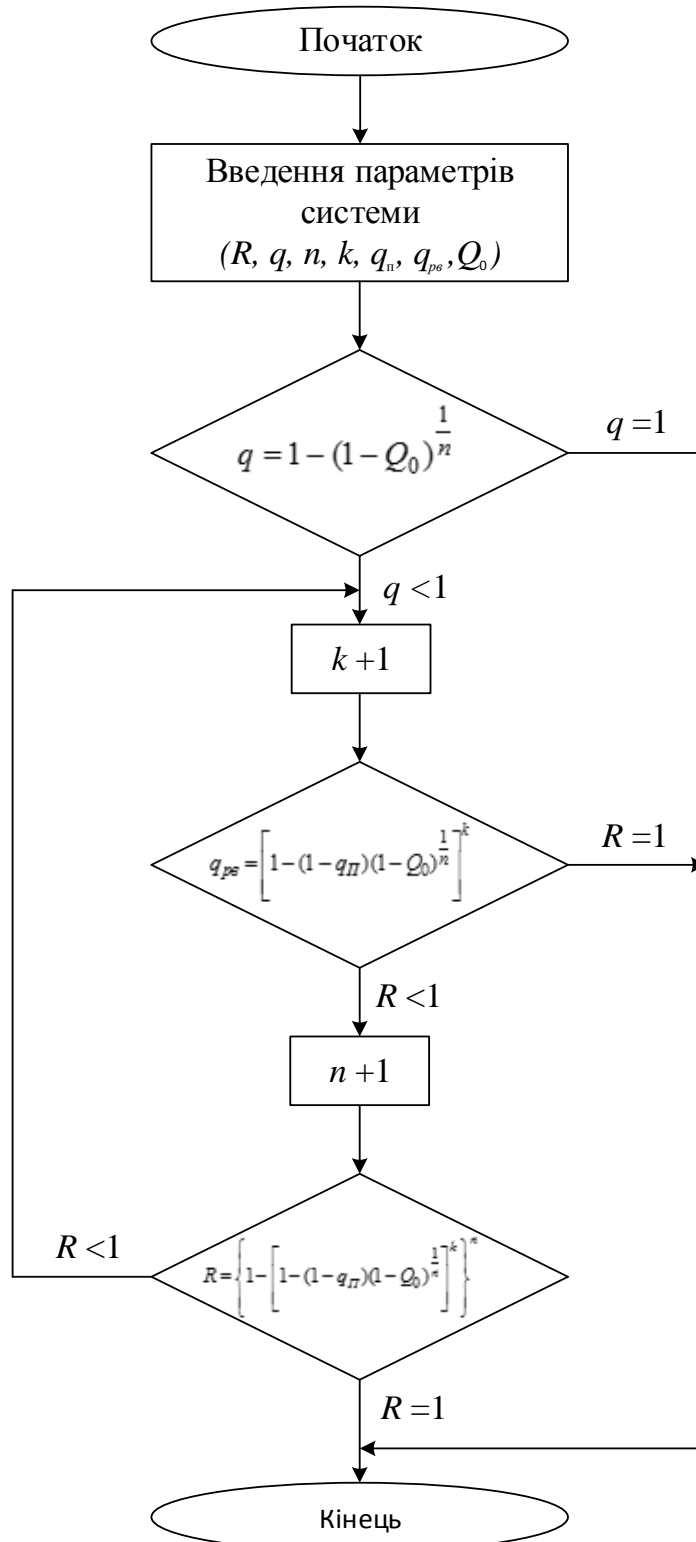 Початок
Введення параметрів
системи
(R, q, n, k, qп, qрв, Q₀)
q = 1 − (1 − Q₀)^(1/n)
q = 1
q < 1
k + 1
qрв = [1 − (1 − qП)(1 − Q₀)^(1/n)]^k
R = 1
R < 1
n + 1
R < 1
R = {1 − [1 − (1 − qП)(1 − Q₀)^(1/n)]^k}^n
R = 1
Кінець